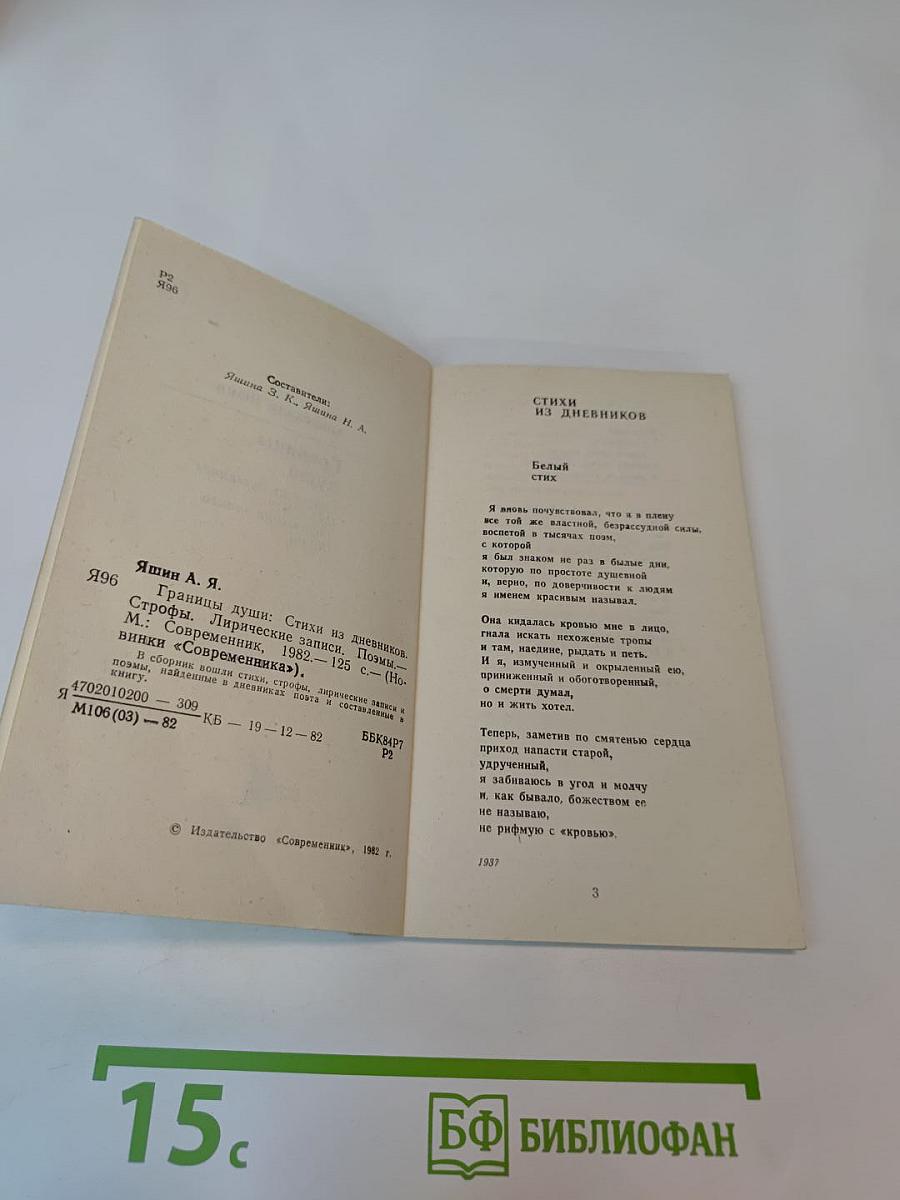 Р2
Я96
Составители:
Яшина З. К., Яшина Н. А.
Яшин А. Я.
Я96
Границы души: Стихи из дневников.
Строфы. Лирические записи. Поэмы.—
М.: Современник, 1982.— 125 с.— (Но-
винки «Современника»).
В сборник вошли стихи, строфы, лирические записи и
поэмы, найденные в дневниках поэта и составленные в
книгу.
Я 4702010200 — 309
М106(03) — 82
КБ — 19 — 12 — 82
ББК84Р7
Р2
© Издательство «Современник», 1982 г.
СТИХИ
ИЗ ДНЕВНИКОВ
Белый
стих
Я вновь почувствовал, что я в плену
все той же властной, безрассудной силы,
воспетой в тысячах поэм,
с которой
я был знаком не раз в былые дни,
которую по простоте душевной
и, верно, по доверчивости к людям
я именем красивым называл.
Она кидалась кровью мне в лицо,
гнала искать нехоженые тропы
и там, наедине, рыдать и петь.
И я, измученный и окрыленный ею,
приниженный и обоготворенный,
о смерти думал,
но и жить хотел.
Теперь, заметив по смятенью сердца
приход напасти старой,
удрученный,
я забиваюсь в угол и молчу
и, как бывало, божеством ее
не называю,
не рифмую с «кровью».
1937
3
15 с
БФ БИБЛИОФАН